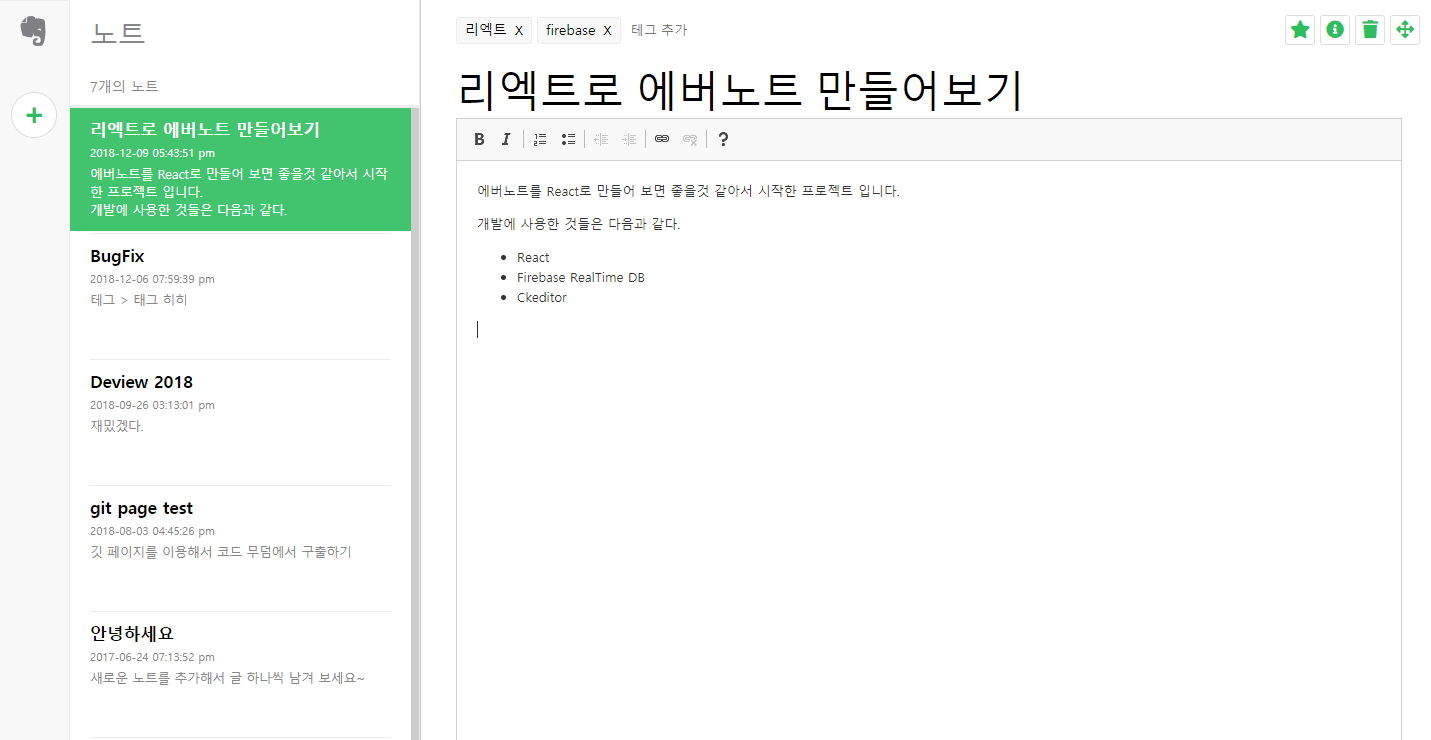 노트
7개의 노트
리엑트로 에버노트 만들어보기
2018-12-09 05:43:51 pm
에버노트를 React로 만들어 보면 좋을것 같아서 시작
한 프로젝트 입니다.
개발에 사용한 것들은 다음과 같다.
BugFix
2018-12-06 07:59:39 pm
테그 > 태그 히히
Deview 2018
2018-09-26 03:13:01 pm
재밌겠다.
git page test
2018-08-03 04:45:26 pm
깃 페이지를 이용해서 코드 무덤에서 구출하기
안녕하세요
2017-06-24 07:13:52 pm
새로운 노트를 추가해서 글 하나씩 남겨 보세요~
리엑트 X firebase X 테그 추가
리엑트로 에버노트 만들어보기
B I ?
에버노트를 React로 만들어 보면 좋을것 같아서 시작한 프로젝트 입니다.
개발에 사용한 것들은 다음과 같다.
React
Firebase RealTime DB
Ckeditor